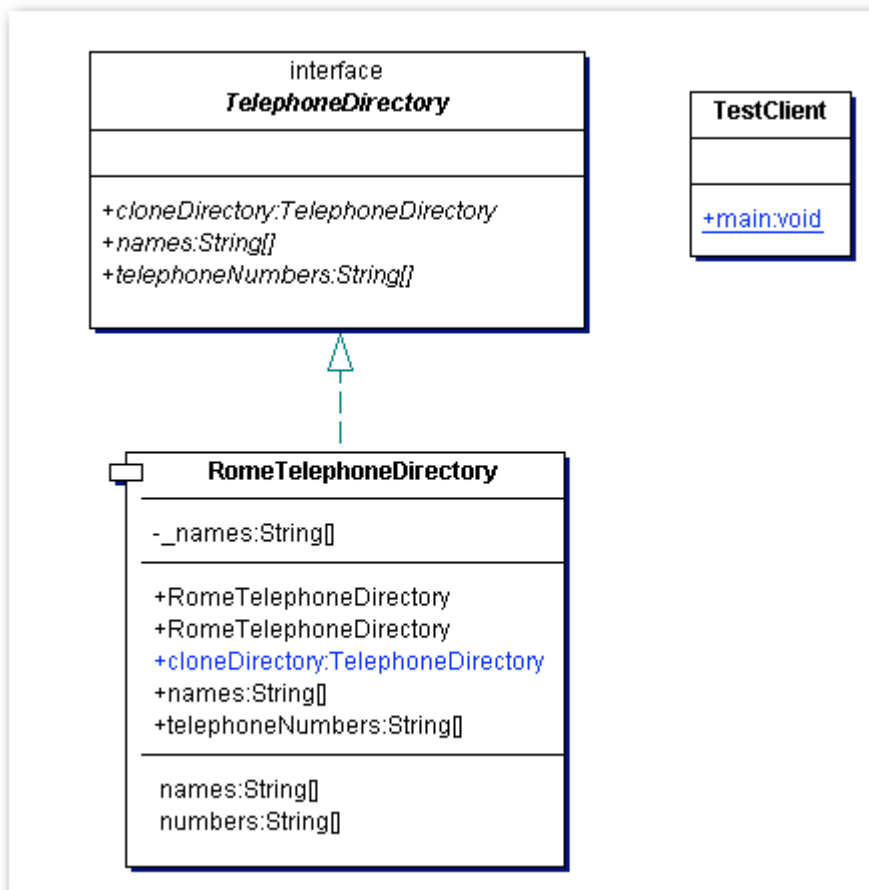 interface
TelephoneDirectory
+cloneDirectory:TelephoneDirectory
+names:String[]
+telephoneNumbers:String[]
TestClient
+main:void
RomeTelephoneDirectory
-_names:String[]
+RomeTelephoneDirectory
+RomeTelephoneDirectory
+cloneDirectory:TelephoneDirectory
+names:String[]
+telephoneNumbers:String[]
names:String[]
numbers:String[]